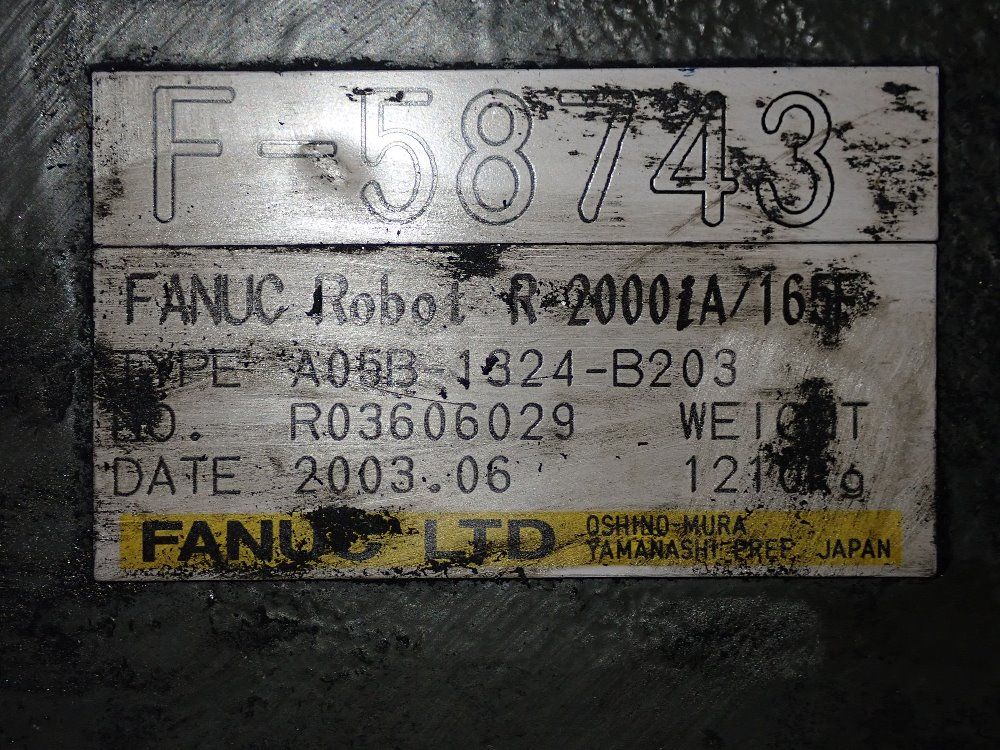 F-58743
FANUC Robot R-2000iA/165F
TYPE A05B-1324-B203
NO. R03606029 WEIGHT
DATE 2003.06 1210Kg
FANUC LTD OSHINO-MURA
YAMANASHI PREF. JAPAN